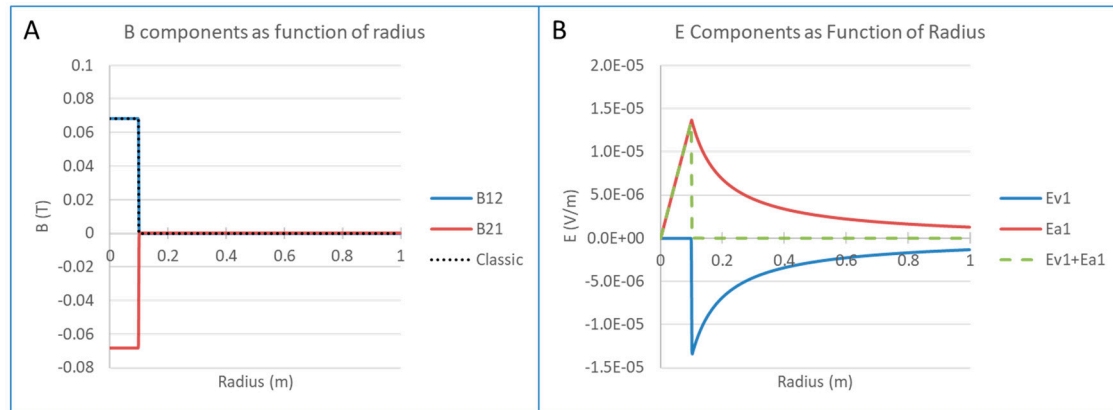 A
B components as function of radius
0.1
0.08
0.06
0.04
0.02
0
-0.02
-0.04
-0.06
-0.08
B (T)
0 0.2 0.4 0.6 0.8 1
Radius (m)
B12
B21
Classic
B
E Components as Function of Radius
2.0E-05
1.5E-05
1.0E-05
5.0E-06
0.0E+00
-5.0E-06
-1.0E-05
-1.5E-05
E (V/m)
0 0.2 0.4 0.6 0.8 1
Radius (m)
Ev1
Ea1
Ev1+Ea1